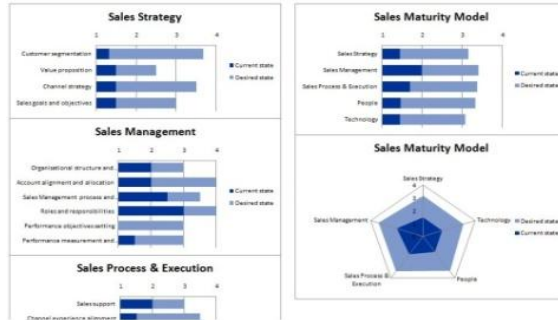 Sales Strategy
1 2 3 4
Customer segmentation
Value proposition
Channel strategy
Sales goals and objectives
Current state
Desired state
Sales Management
1 2 3 4
Organisational structure and.
Account alignment and allocation
Sales Management process and.
Roles and responsibilities
Performance objectives setting
Performance measurement and.
Current state
Desired state
Sales Process & Execution
1 2 3 4
Sales support
Channel experience alignment
Current state
Sales Maturity Model
1 2 3 4
Sales Strategy
Sales Management
Sales Process & Execution
People
Technology
Current state
Desired state
Sales Maturity Model
Sales Strategy
4
3
2
Sales Management
Technology
Sales Process &
Execution
People
Desired state
Current state